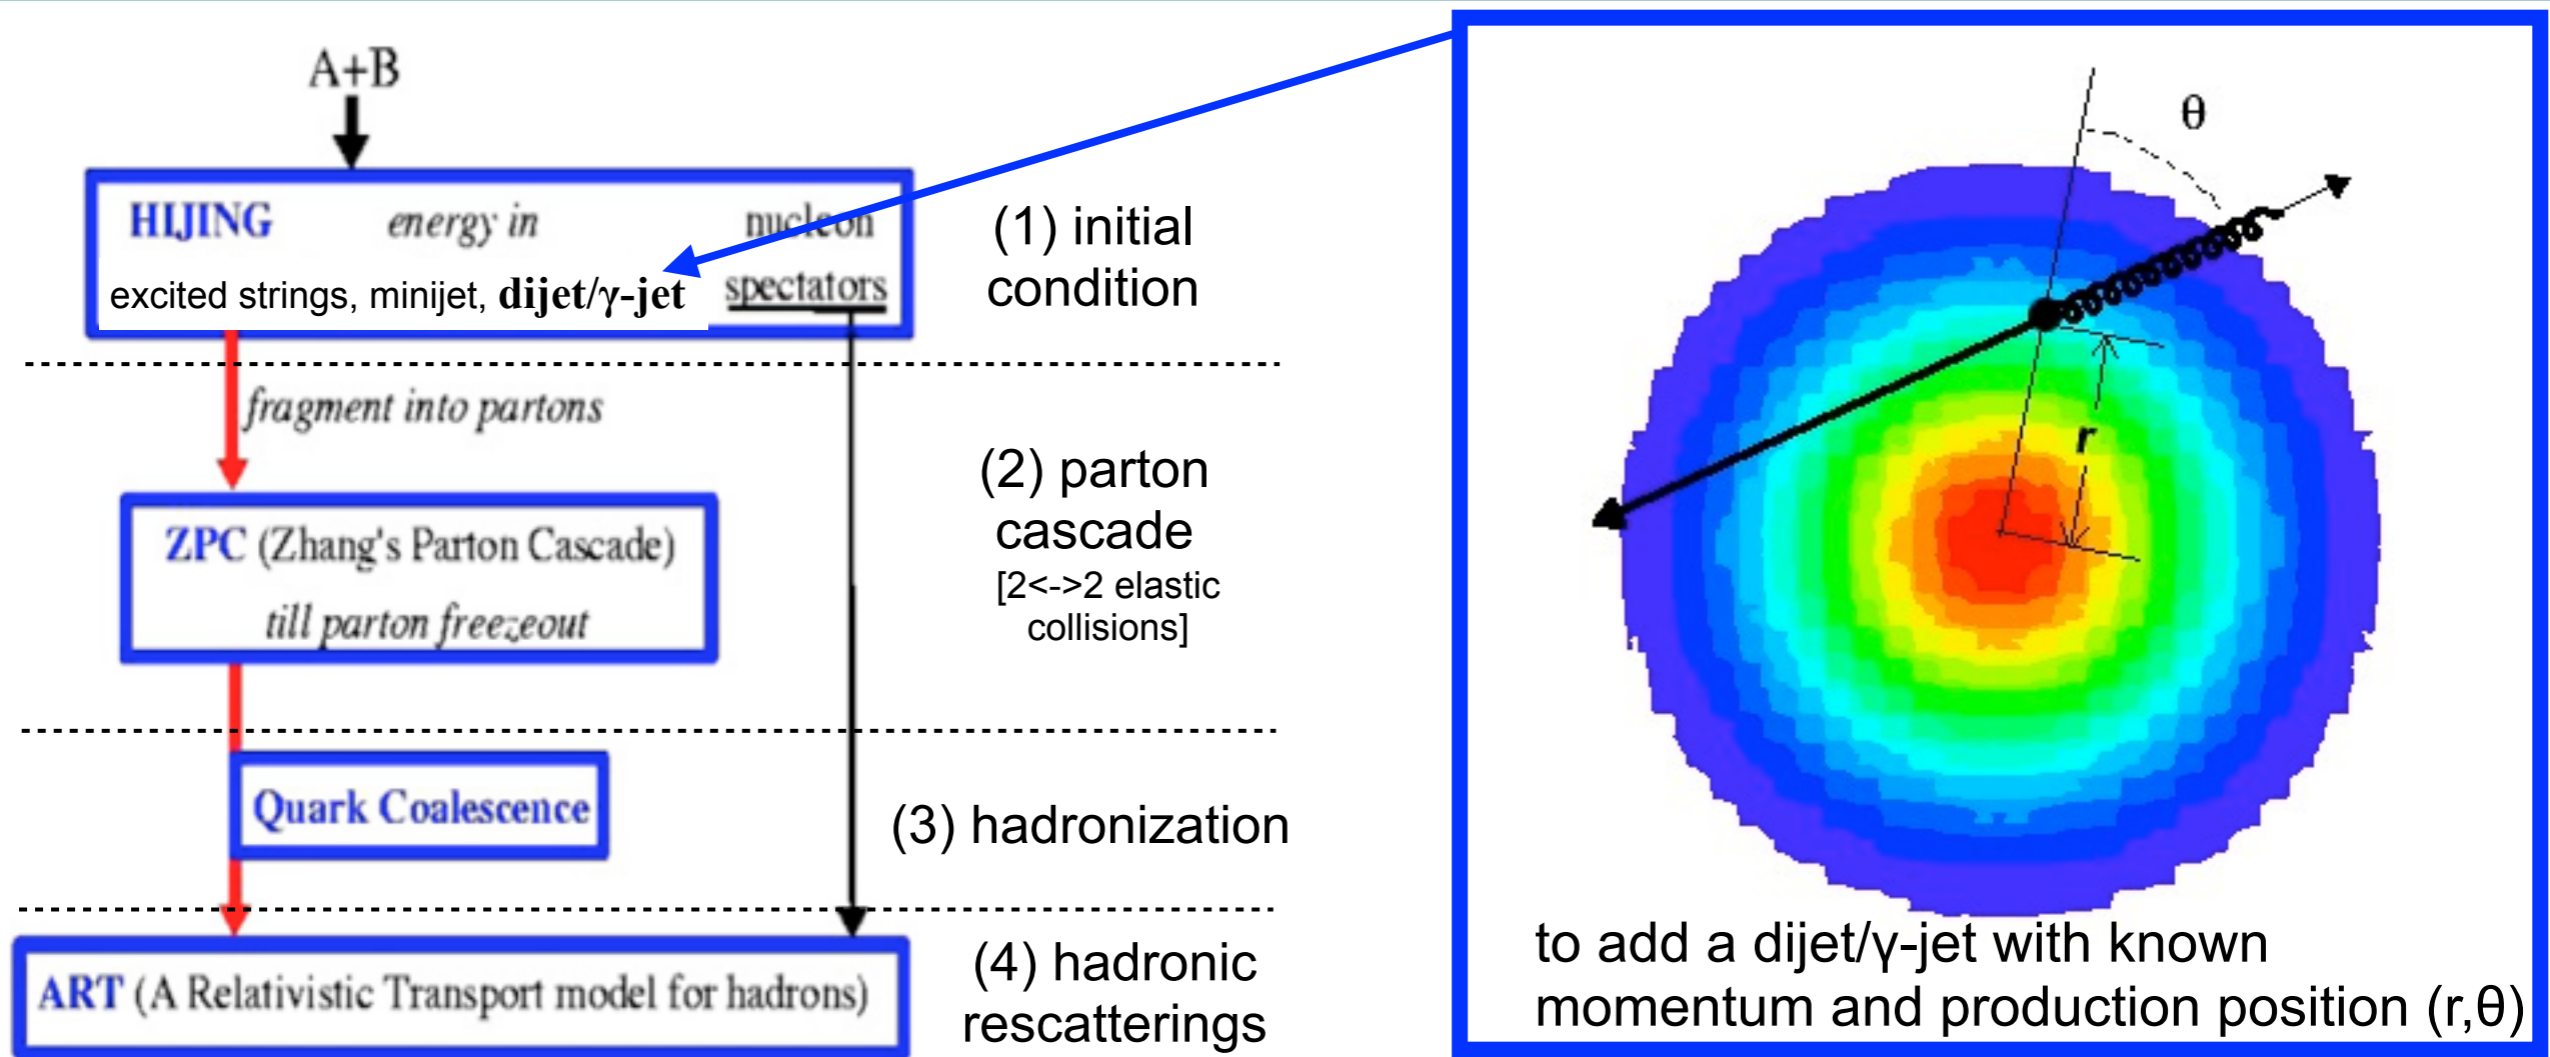 A+B
HIJING energy in nucleon
excited strings, minijet, dijet/γ-jet spectators
(1) initial
condition
fragment into partons
(2) parton
cascade
[2<->2 elastic
collisions]
ZPC (Zhang's Parton Cascade)
till parton freezeout
Quark Coalescence
(3) hadronization
(4) hadronic
rescatterings
ART (A Relativistic Transport model for hadrons)
θ
r
to add a dijet/γ-jet with known
momentum and production position (r,θ)